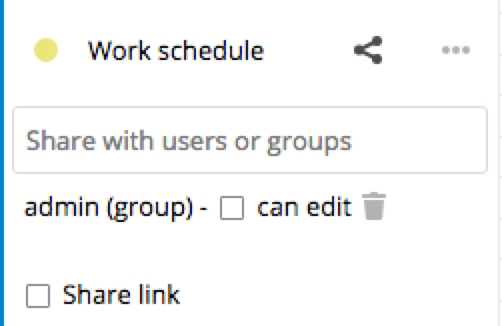 Work schedule
Share with users or groups
admin (group) - can edit
Share link